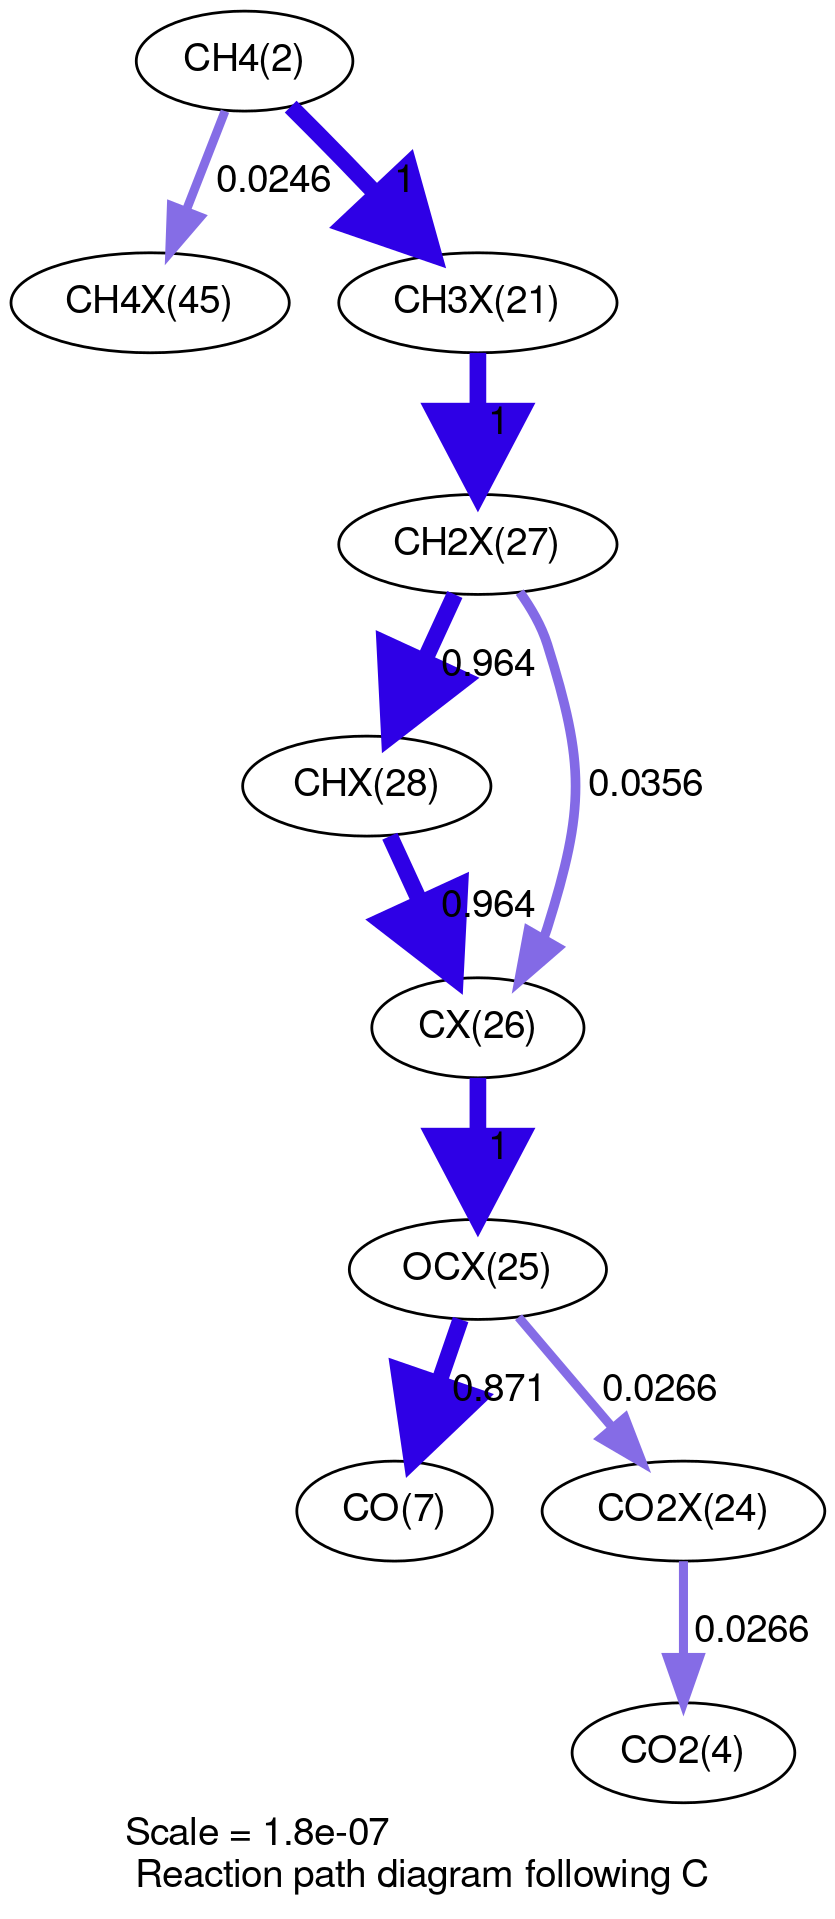 CH4(2)
0.0246
1
CH4X(45)
CH3X(21)
1
CH2X(27)
0.964
CHX(28)
0.0356
0.964
CX(26)
1
OCX(25)
0.871
0.0266
CO(7)
CO2X(24)
0.0266
CO2(4)
Scale = 1.8e-07
Reaction path diagram following C